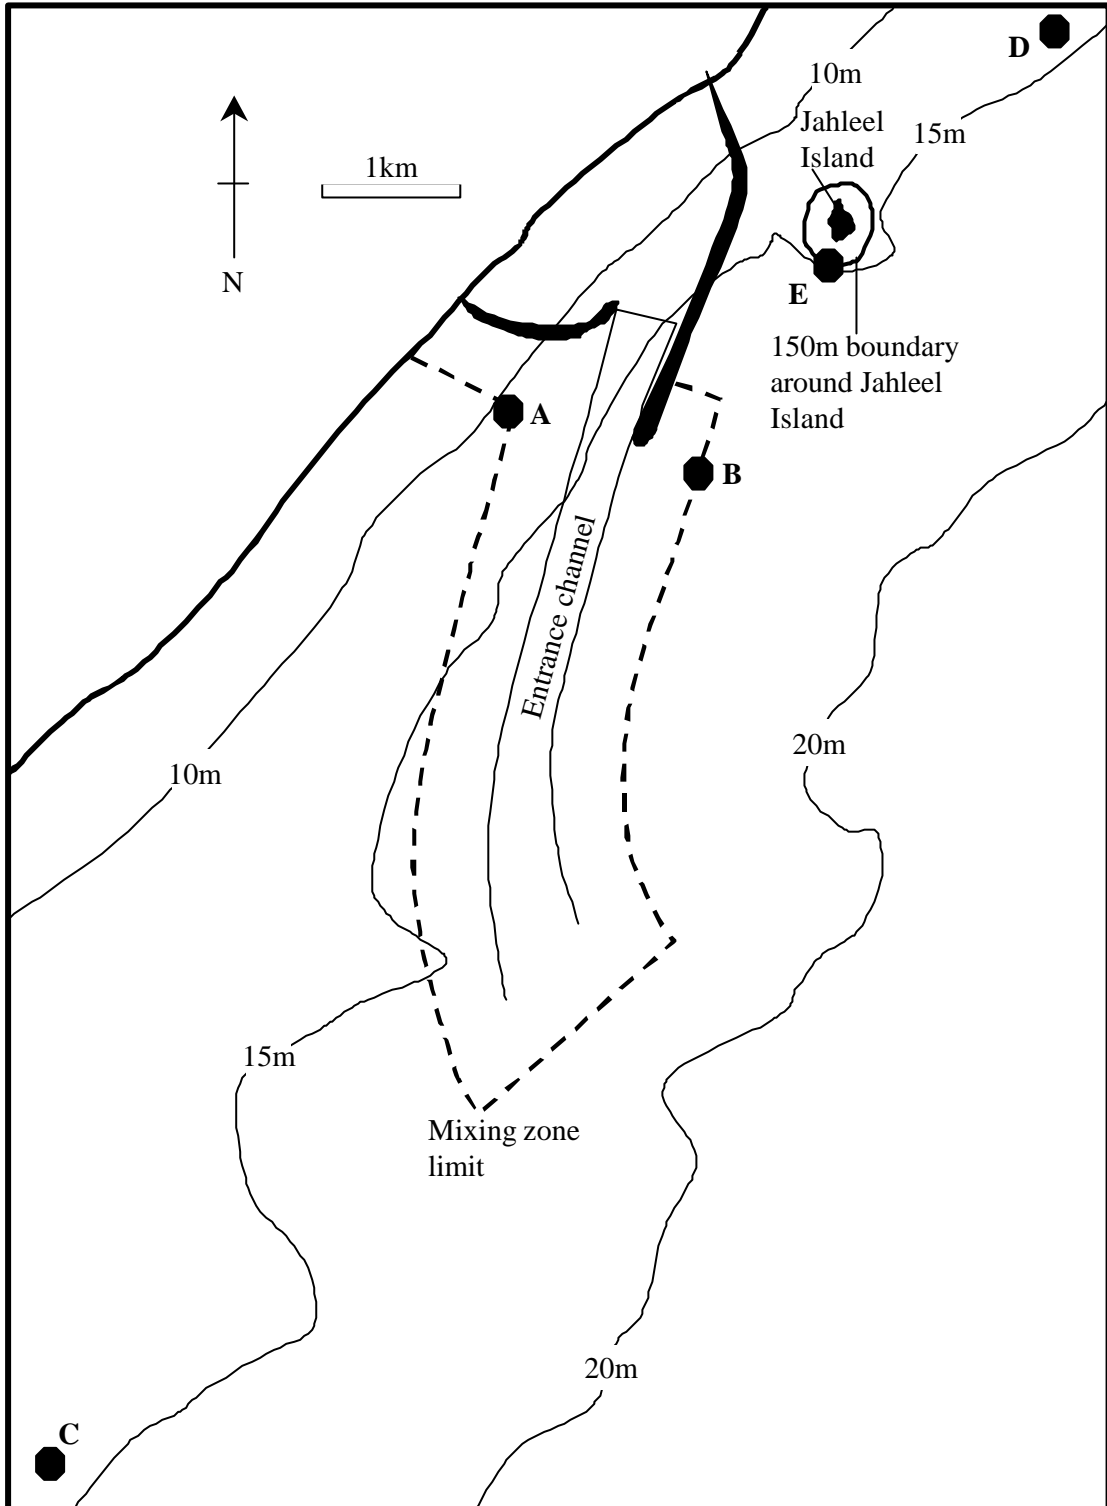 D
10m
Jahleel
Island
15m
1km
N
E
150m boundary
around Jahleel
Island
A
B
Entrance channel
20m
10m
15m
Mixing zone
limit
20m
C